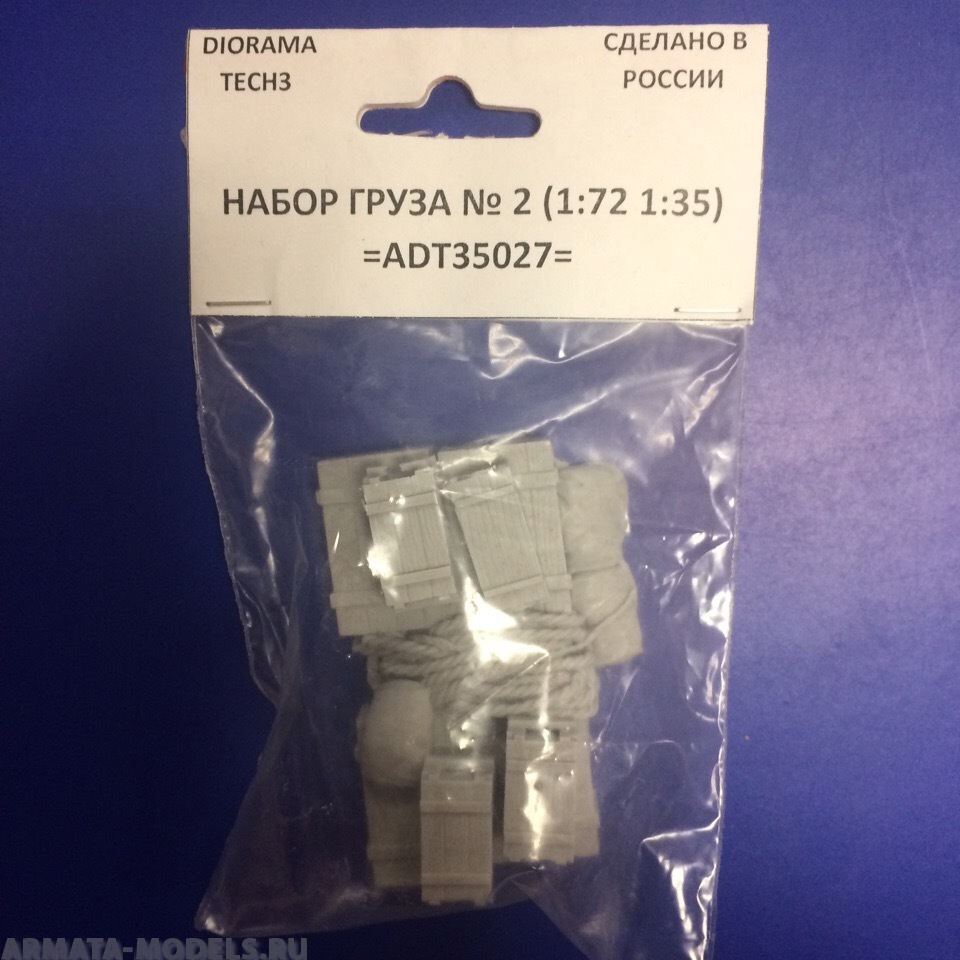 DIORAMA
TECH3
СДЕЛАНО В
РОССИИ
НАБОР ГРУЗА № 2 (1:72 1:35)
=ADT35027=
ARMATA-MODELS.RU